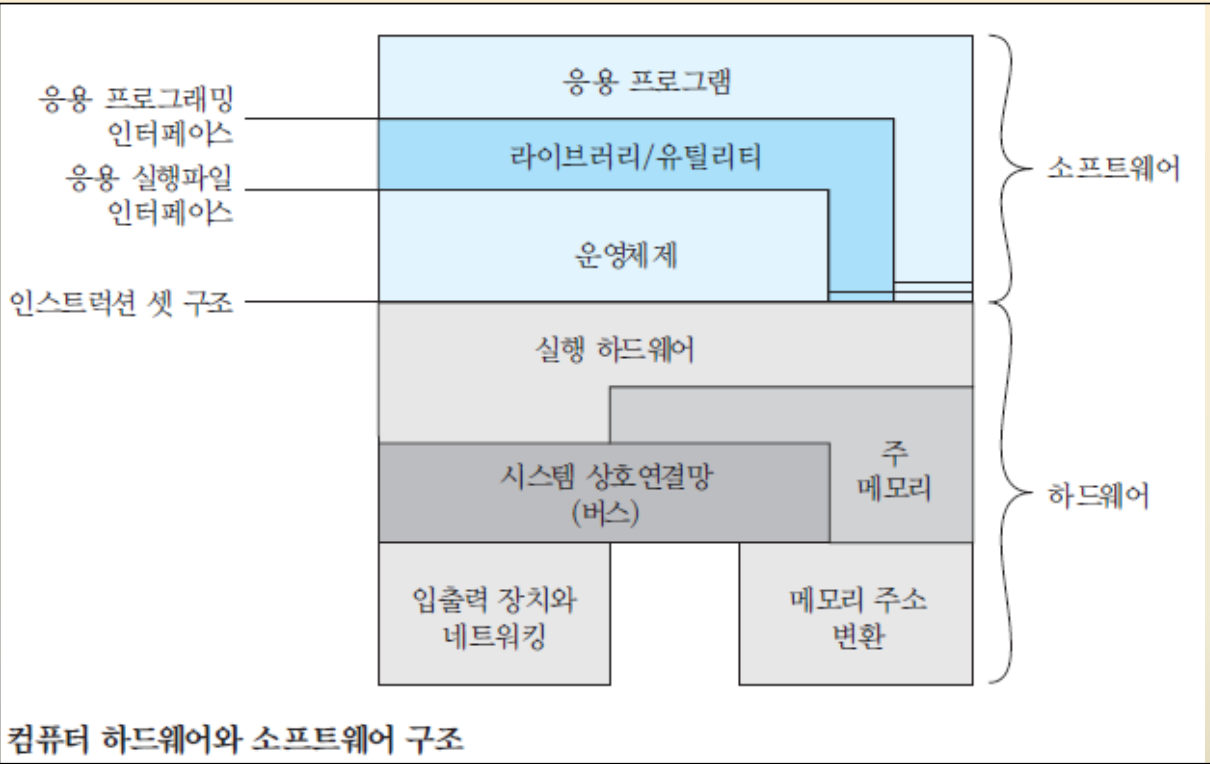 응용 프로그램
응용 프로그래밍
인터페이스
라이브러리/유틸리티
소프트웨어
응용 실행파일
인터페이스
운영체제
인스트럭션 셋 구조
실행 하드웨어
주
메모리
시스템 상호연결망
(버스)
하드웨어
입출력 장치와
네트워킹
메모리 주소
변환
컴퓨터 하드웨어와 소프트웨어 구조